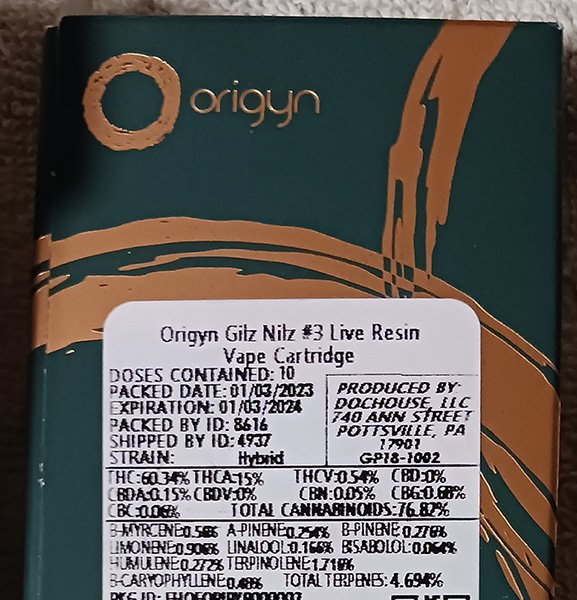 origyn
Origyn Gilz Nilz #3 Live Resin
Vape Cartridge
DOSES CONTAINED: 10
PACKED DATE: 01/03/2023
EXPIRATION: 01/03/2024
PACKED BY ID: 8616
SHIPPED BY ID: 4937
STRAIN: Hybrid
PRODUCED BY:
DOCHOUSE, LLC
740 ANN STREET
POTTSVILLE, PA
17901
GP18-1002
THC:60.34% THCA:15% THCV:0.54% CBD:0%
CBDA:0.15% CBDV:0% CBN:0.05% CBG:0.68%
CBC:0.06% TOTAL CANNABINOIDS:76.82%
B-MYRCENE:0.56% A-PINENE:0.254% B-PINENE:0.276%
LIMONENE:0.906% LINALOOL:0.166% BISABOLOL:0.064%
HUMULENE:0.272% TERPINOLENE:1.716%
B-CARYOPHYLLENE:0.48% TOTAL TERPENES: 4.694%
PKG ID: